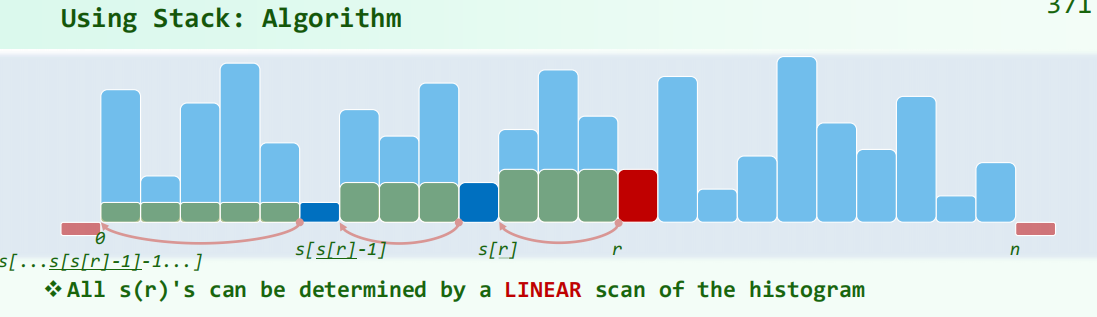 Using Stack: Algorithm
371
0
s[s[r]-1]
s[r]
r
n
s[...s[s[r]-1]-1...]
❖All s(r)'s can be determined by a LINEAR scan of the histogram